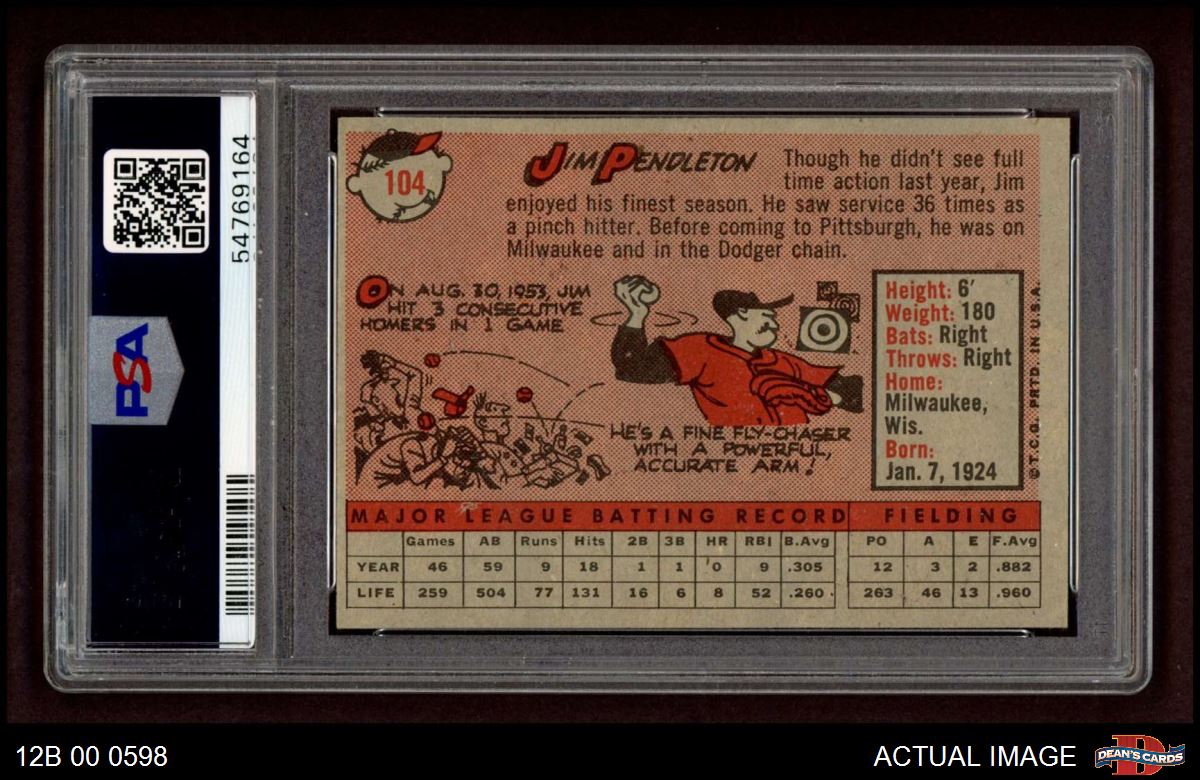 54769164
PSA
104
JIM PENDLETON
Though he didn't see full
time action last year, Jim
enjoyed his finest season. He saw service 36 times as
a pinch hitter. Before coming to Pittsburgh, he was on
Milwaukee and in the Dodger chain.
ON AUG. 30, 1953, JIM
HIT 3 CONSECUTIVE
HOMERS IN 1 GAME
HE'S A FINE FLY-CHASER
WITH A POWERFUL,
ACCURATE ARM!
Height: 6'
Weight: 180
Bats: Right
Throws: Right
Home:
Milwaukee,
Wis.
Born:
Jan. 7, 1924
©T.C.G. PRTD. IN U.S.A.
MAJOR LEAGUE BATTING RECORD FIELDING
Games AB Runs Hits 2B 3B HR RBI B.Avg PO A E F.Avg
YEAR 46 59 9 18 1 1 0 9 .305 12 3 2 .882
LIFE 259 504 77 131 16 6 8 52 .260 263 46 13 .960
12B 00 0598
ACTUAL IMAGE
DEAN'S CARDS